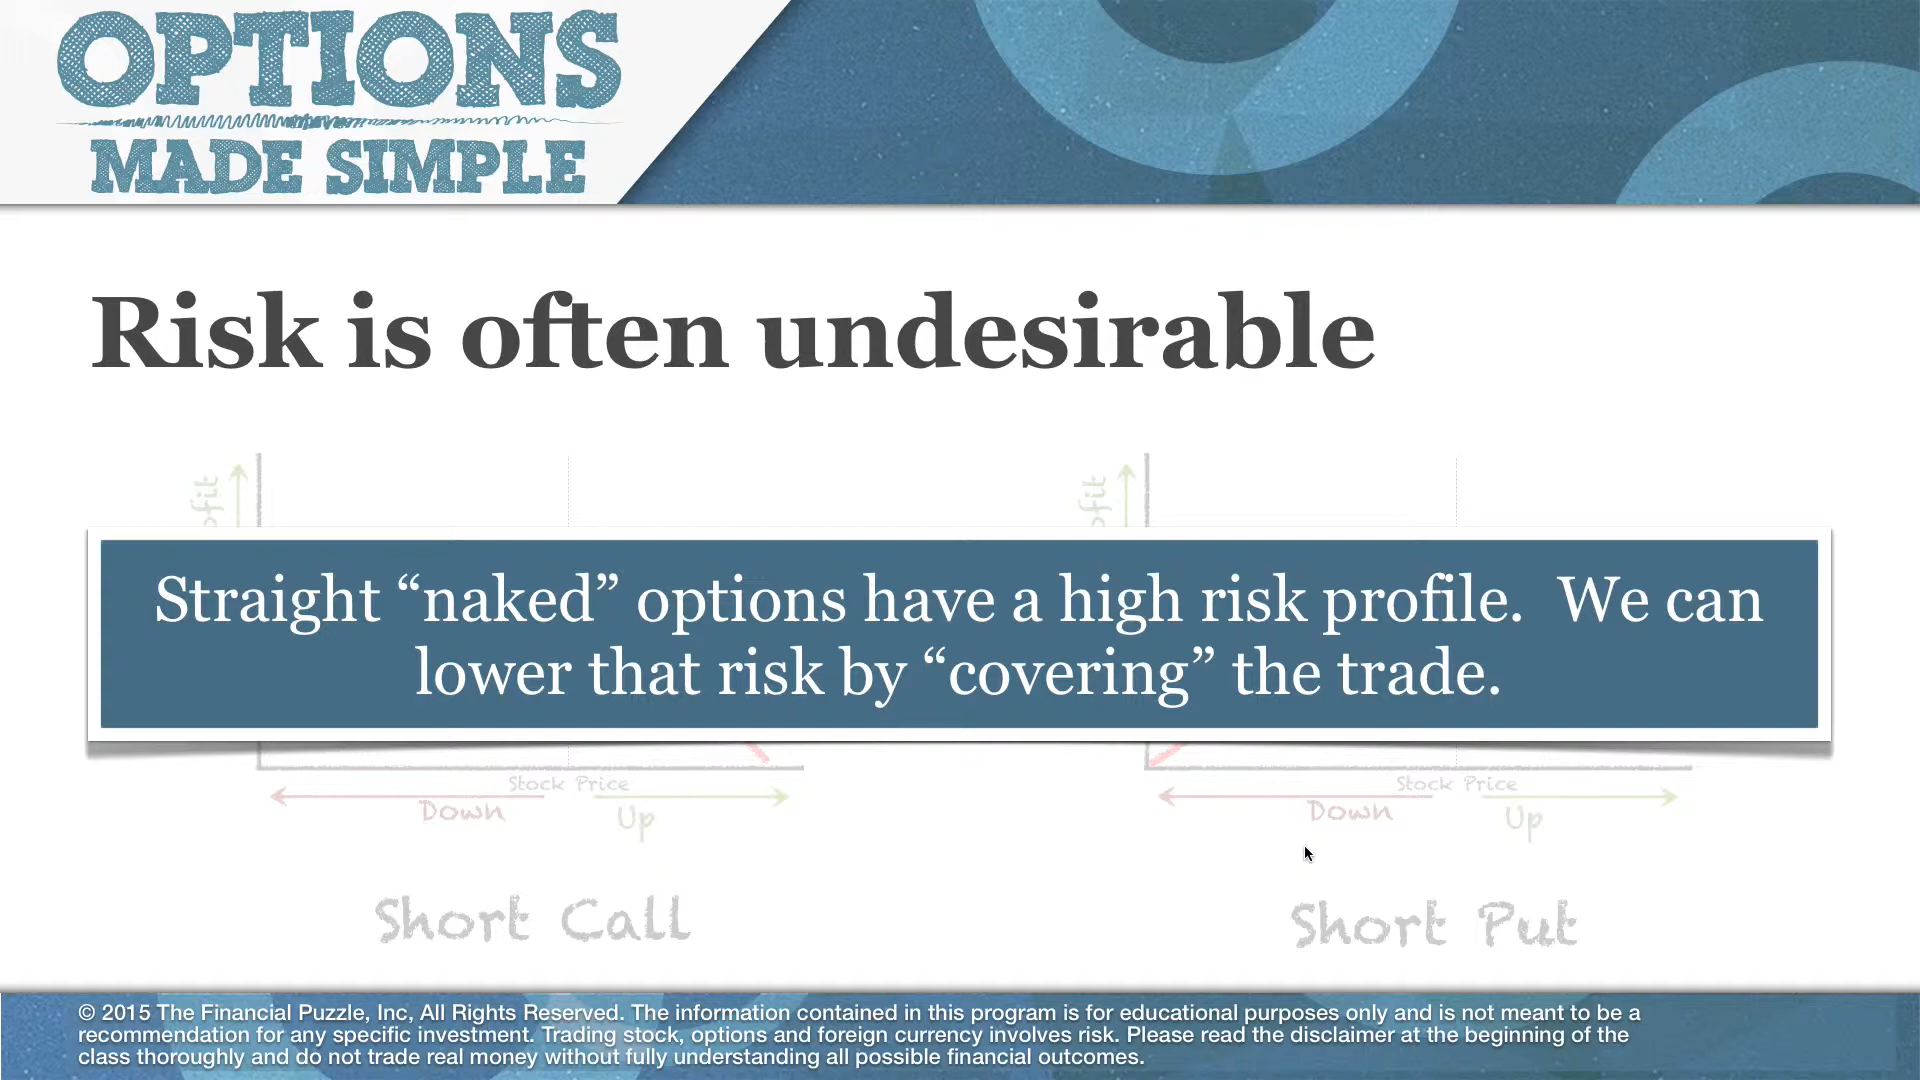 OPTIONS
MADE SIMPLE
Risk is often undesirable
Straight “naked” options have a high risk profile.  We can
lower that risk by “covering” the trade.
Stock Price
Down
Up
Short Call
Stock Price
Down
Up
Short Put
© 2015 The Financial Puzzle, Inc, All Rights Reserved. The information contained in this program is for educational purposes only and is not meant to be a
recommendation for any specific investment. Trading stock, options and foreign currency involves risk. Please read the disclaimer at the beginning of the
class thoroughly and do not trade real money without fully understanding all possible financial outcomes.